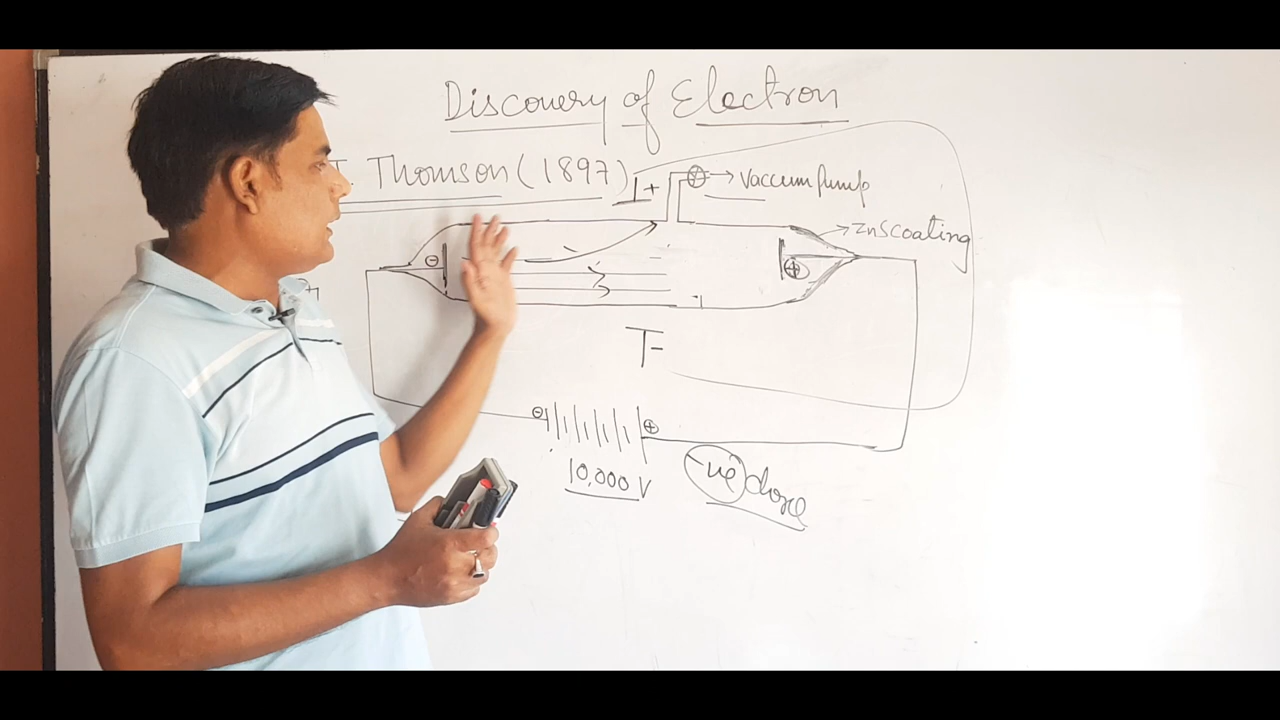 Discovery of Electron
Thomson (1897)
+
⊕ → Vaccum pump
→ ZnS coating
⊖
⊕
-
⊖ ⊕
10,000 V
-ve charge